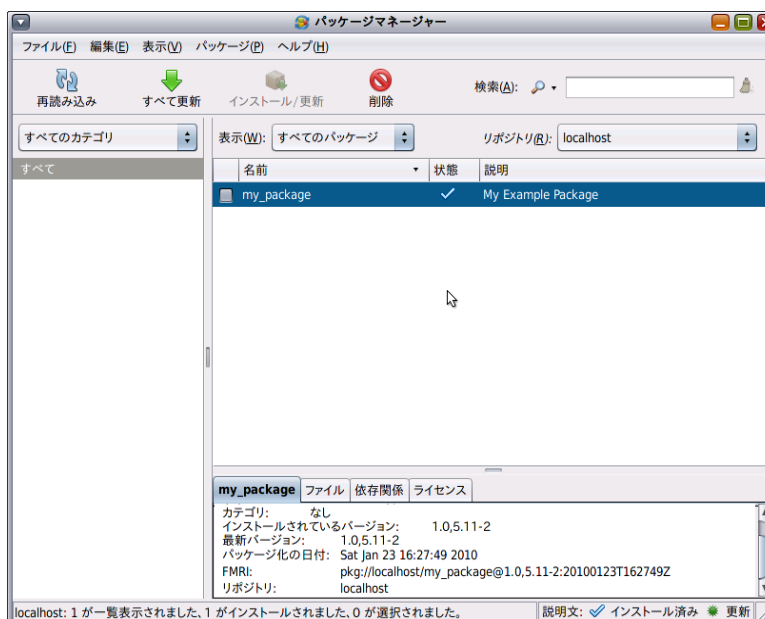 パッケージマネージャー
ファイル(F) 編集(E) 表示(V) パッケージ(P) ヘルプ(H)
再読み込み すべて更新 インストール/更新 削除 検索(A):
すべてのカテゴリ 表示(W): すべてのパッケージ リポジトリ(R): localhost
すべて 名前 状態 説明
my_package My Example Package
my_package ファイル 依存関係 ライセンス
カテゴリ: なし
インストールされているバージョン: 1.0,5.11-2
最新バージョン: 1.0,5.11-2
パッケージ化の日付: Sat Jan 23 16:27:49 2010
FMRI: pkg://localhost/my_package@1.0,5.11-2:20100123T162749Z
リポジトリ: localhost
localhost: 1 が一覧表示されました、1 がインストールされました、0 が選択されました。 説明文: インストール済み 更新